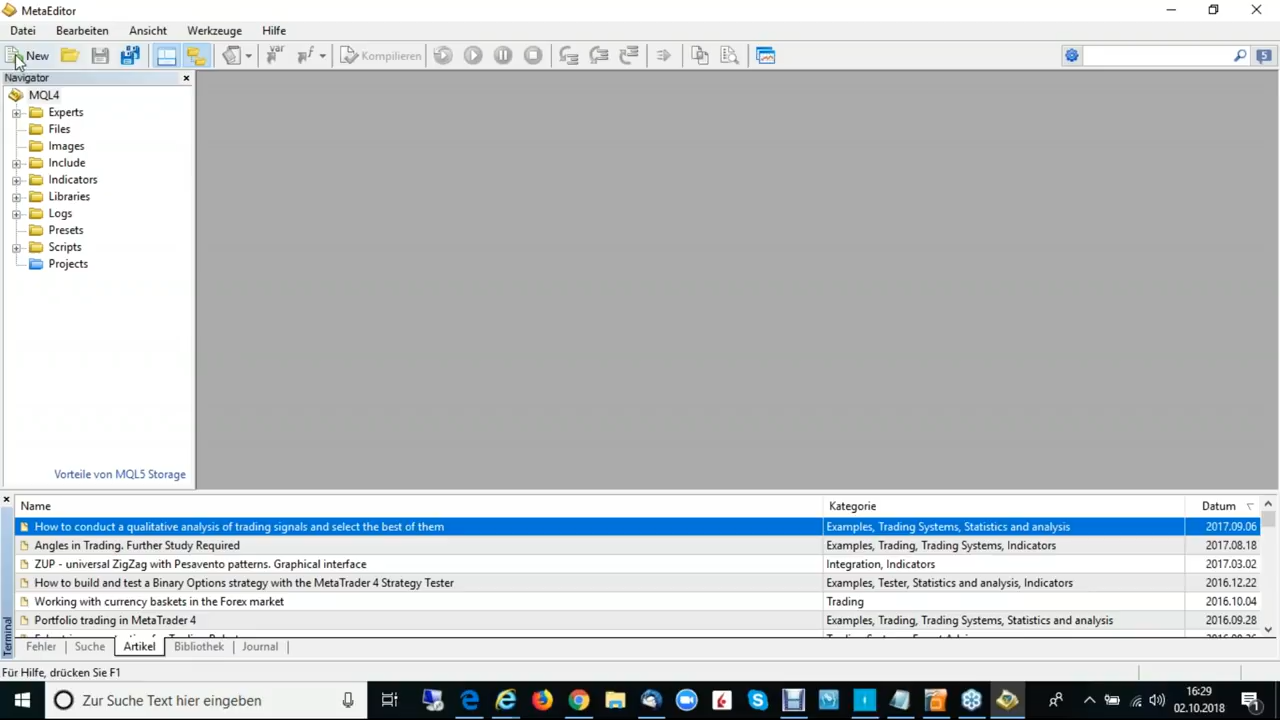 MetaEditor
Datei Bearbeiten Ansicht Werkzeuge Hilfe
New Kompilieren 5
Navigator
MQL4
Experts
Files
Images
Include
Indicators
Libraries
Logs
Presets
Scripts
Projects
Vorteile von MQL5 Storage
Name Kategorie Datum
How to conduct a qualitative analysis of trading signals and select the best of them Examples, Trading Systems, Statistics and analysis 2017.09.06
Angles in Trading. Further Study Required Examples, Trading, Trading Systems, Indicators 2017.08.18
ZUP - universal ZigZag with Pesavento patterns. Graphical interface Integration, Indicators 2017.03.02
How to build and test a Binary Options strategy with the MetaTrader 4 Strategy Tester Examples, Tester, Statistics and analysis, Indicators 2016.12.22
Working with currency baskets in the Forex market Trading 2016.10.04
Portfolio trading in MetaTrader 4 Examples, Trading, Trading Systems, Statistics and analysis 2016.09.28
Terminal
Fehler Suche Artikel Bibliothek Journal
Für Hilfe, drücken Sie F1
Zur Suche Text hier eingeben
16:29
02.10.2018